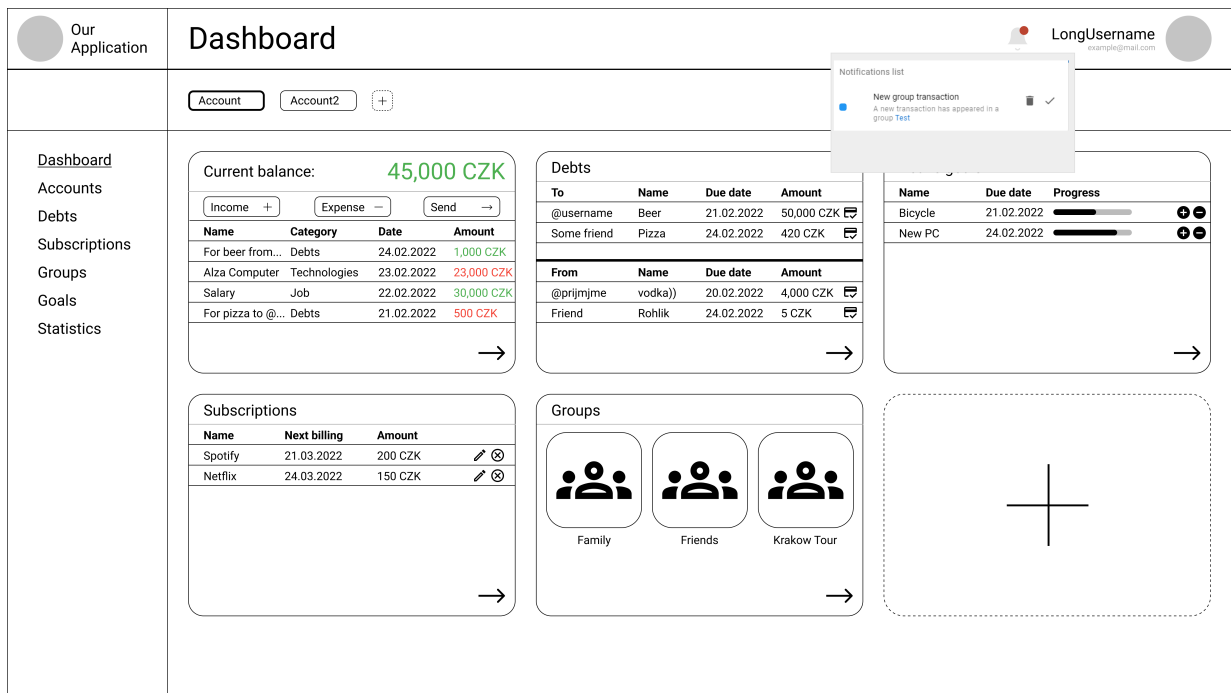 Our
Application
Dashboard
LongUsername
example@mail.com
Notifications list
New group transaction
A new transaction has appeared in a
group Test
Account
Account2
Dashboard
Accounts
Debts
Subscriptions
Groups
Goals
Statistics
Current balance: 45,000 CZK
Income + Expense − Send →
Name Category Date Amount
For beer from... Debts 24.02.2022 1,000 CZK
Alza Computer Technologies 23.02.2022 23,000 CZK
Salary Job 22.02.2022 30,000 CZK
For pizza to @... Debts 21.02.2022 500 CZK
Debts
To Name Due date Amount
@username Beer 21.02.2022 50,000 CZK
Some friend Pizza 24.02.2022 420 CZK
From Name Due date Amount
@prijmjme vodka)) 20.02.2022 4,000 CZK
Friend Rohlik 24.02.2022 5 CZK
Name Due date Progress
Bicycle 21.02.2022
New PC 24.02.2022
Subscriptions
Name Next billing Amount
Spotify 21.03.2022 200 CZK
Netflix 24.03.2022 150 CZK
Groups
Family
Friends
Krakow Tour